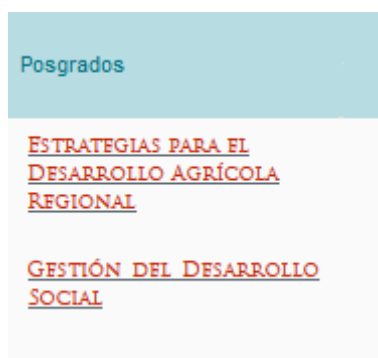 Posgrados
Estrategias para el
Desarrollo Agrícola
Regional
Gestión del Desarrollo
Social